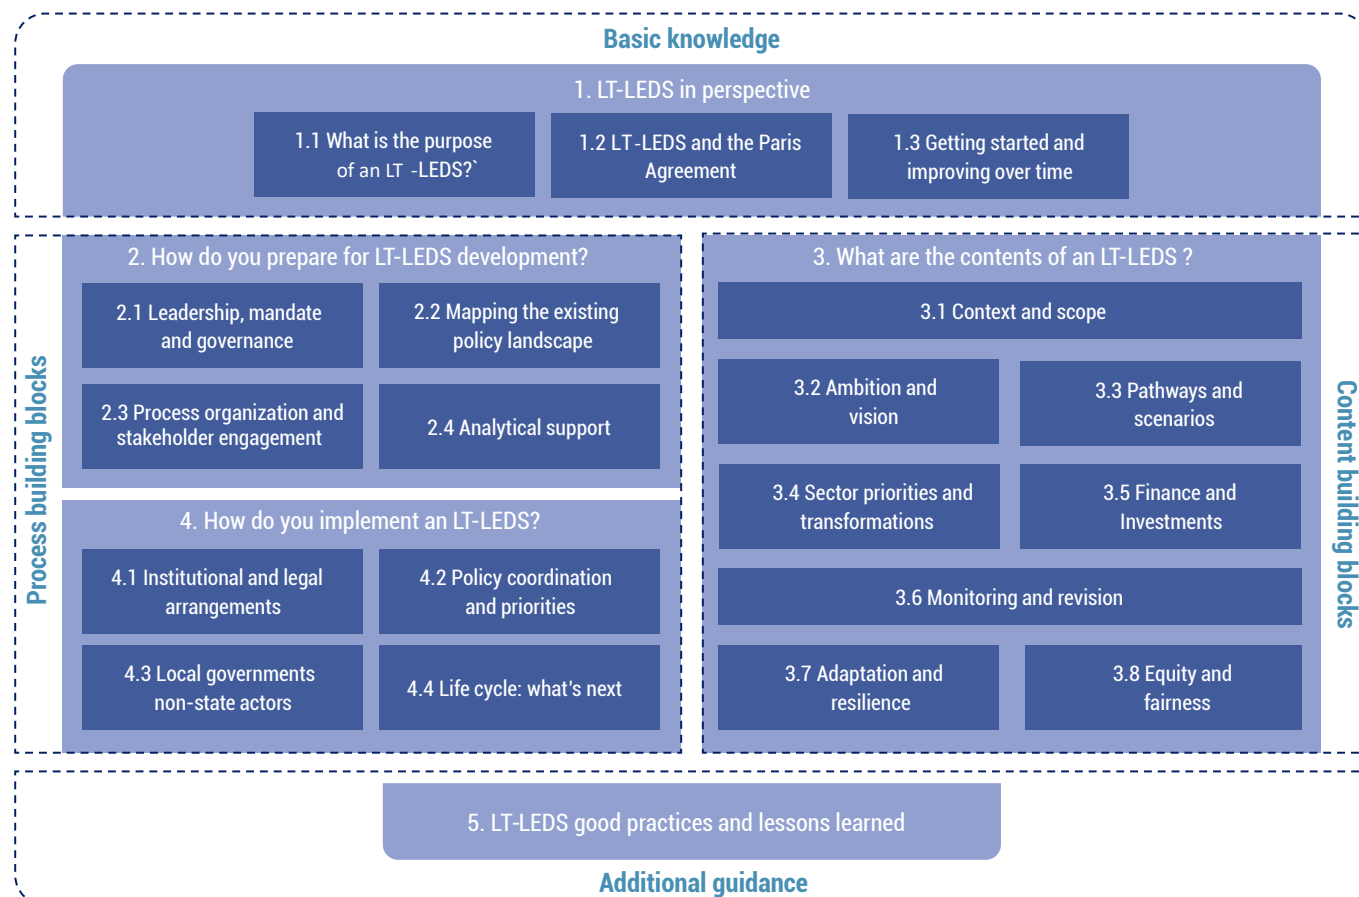 Basic knowledge
1. LT-LEDS in perspective
1.1 What is the purpose
of an LT -LEDS?`
1.2 LT-LEDS and the Paris
Agreement
1.3 Getting started and
improving over time
Process building blocks
2. How do you prepare for LT-LEDS development?
2.1 Leadership, mandate
and governance
2.2 Mapping the existing
policy landscape
2.3 Process organization and
stakeholder engagement
2.4 Analytical support
4. How do you implement an LT-LEDS?
4.1 Institutional and legal
arrangements
4.2 Policy coordination
and priorities
4.3 Local governments
non-state actors
4.4 Life cycle: what's next
3. What are the contents of an LT-LEDS ?
3.1 Context and scope
3.2 Ambition and
vision
3.3 Pathways and
scenarios
3.4 Sector priorities and
transformations
3.5 Finance and
Investments
3.6 Monitoring and revision
3.7 Adaptation and
resilience
3.8 Equity and
fairness
Content building blocks
5. LT-LEDS good practices and lessons learned
Additional guidance